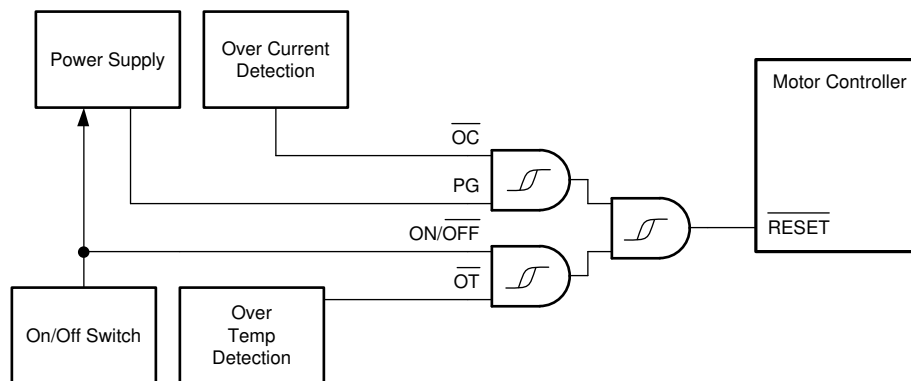 Power Supply
Over Current
Detection
Motor Controller
OC
PG
ON/OFF
RESET
OT
On/Off Switch
Over
Temp
Detection